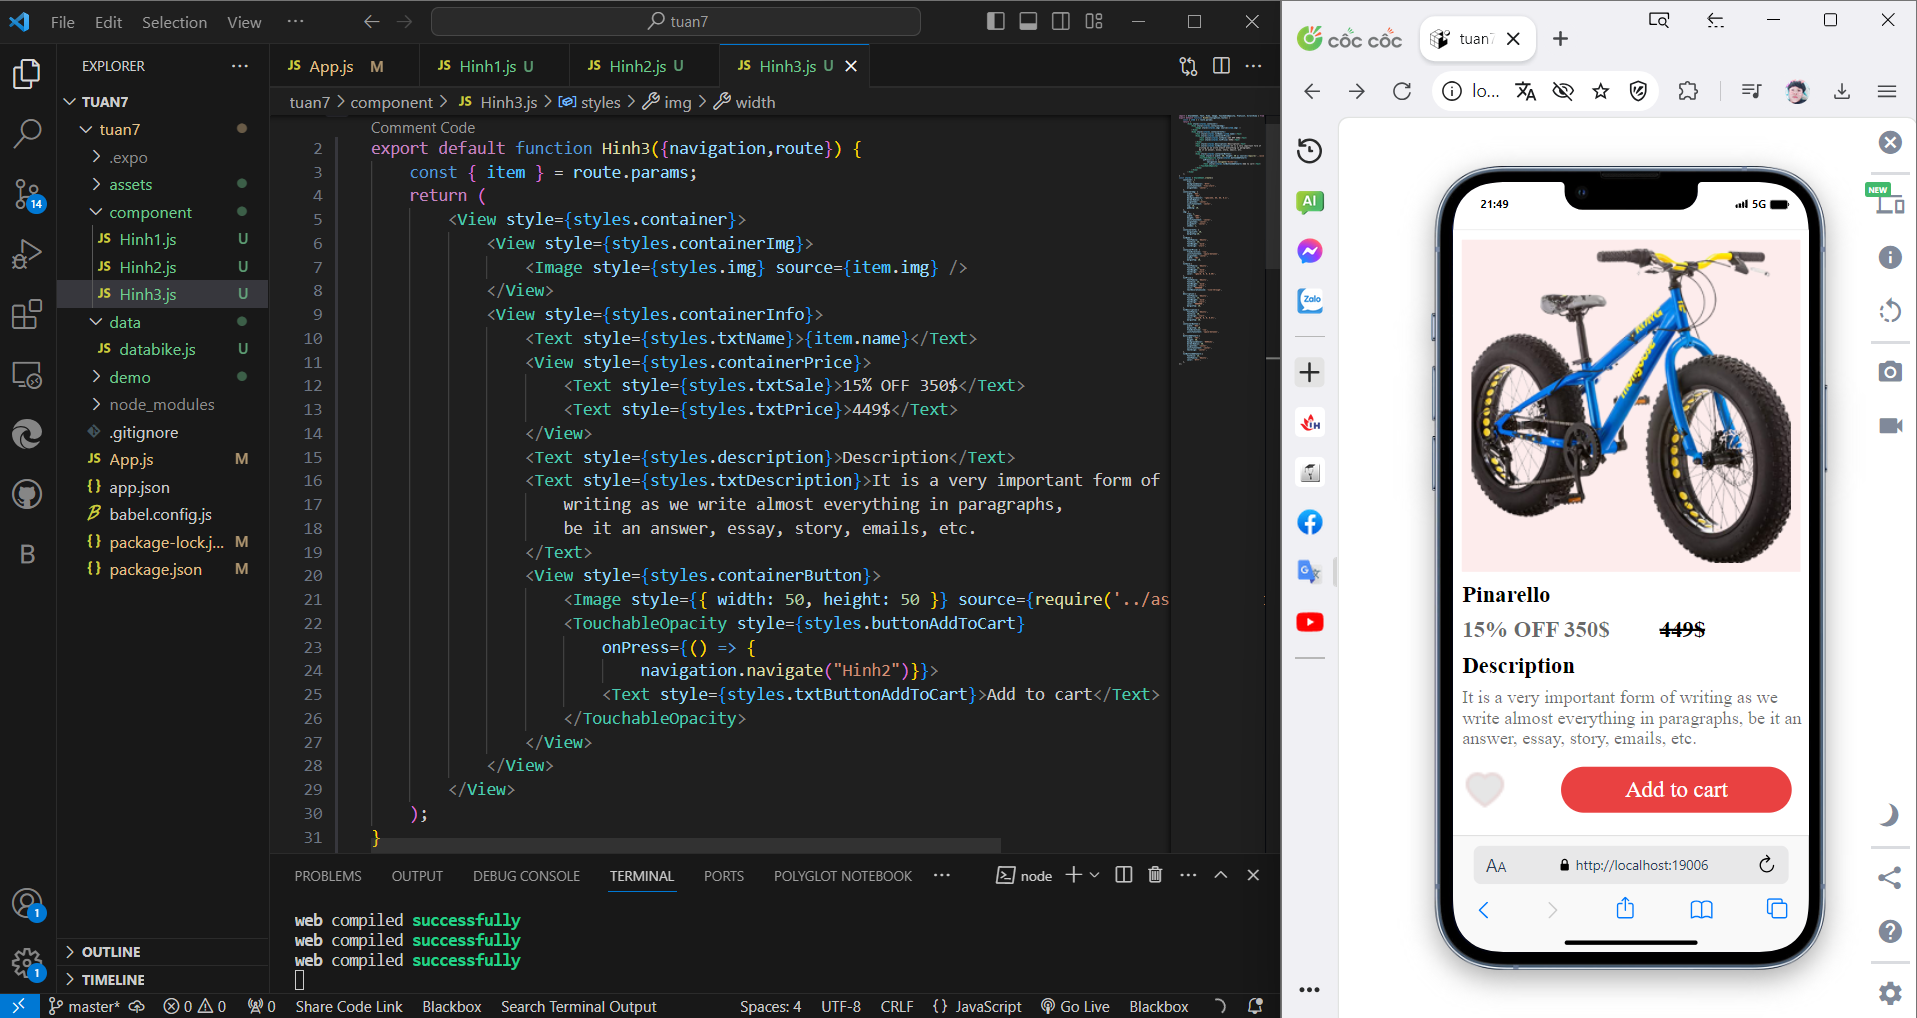 File Edit Selection View ··· tuan7
EXPLORER ···
TUAN7
tuan7
.expo
assets
component
JS Hinh1.js U
JS Hinh2.js U
JS Hinh3.js U
data
JS databike.js U
demo
node_modules
.gitignore
JS App.js M
{} app.json
babel.config.js
{} package-lock.j... M
{} package.json M
OUTLINE
TIMELINE
14
B
1
1
JS App.js M JS Hinh1.js U JS Hinh2.js U JS Hinh3.js U
tuan7 > component > JS Hinh3.js > styles > img > width
Comment Code
2 export default function Hinh3({navigation,route}) {
3 const { item } = route.params;
4 return (
5 <View style={styles.container}>
6 <View style={styles.containerImg}>
7 <Image style={styles.img} source={item.img} />
8 </View>
9 <View style={styles.containerInfo}>
10 <Text style={styles.txtName}>{item.name}</Text>
11 <View style={styles.containerPrice}>
12 <Text style={styles.txtSale}>15% OFF 350$</Text>
13 <Text style={styles.txtPrice}>449$</Text>
14 </View>
15 <Text style={styles.description}>Description</Text>
16 <Text style={styles.txtDescription}>It is a very important form of
17 writing as we write almost everything in paragraphs,
18 be it an answer, essay, story, emails, etc.
19 </Text>
20 <View style={styles.containerButton}>
21 <Image style={{ width: 50, height: 50 }} source={require('../as
22 <TouchableOpacity style={styles.buttonAddToCart}
23 onPress={() => {
24 navigation.navigate("Hinh2")}}>
25 <Text style={styles.txtButtonAddToCart}>Add to cart</Text>
26 </TouchableOpacity>
27 </View>
28 </View>
29 </View>
30 );
31 }
PROBLEMS OUTPUT DEBUG CONSOLE TERMINAL PORTS POLYGLOT NOTEBOOK ··· node
web compiled successfully
web compiled successfully
web compiled successfully
master* 0 0 0 Share Code Link Blackbox Search Terminal Output Spaces: 4 UTF-8 CRLF {} JavaScript Go Live Blackbox
cốc cốc tuan7
lo...
AI
Zalo
IH
NEW
21:49 5G
Pinarello
15% OFF 350$ 449$
Description
It is a very important form of writing as we
write almost everything in paragraphs, be it an
answer, essay, story, emails, etc.
Add to cart
AA http://localhost:19006